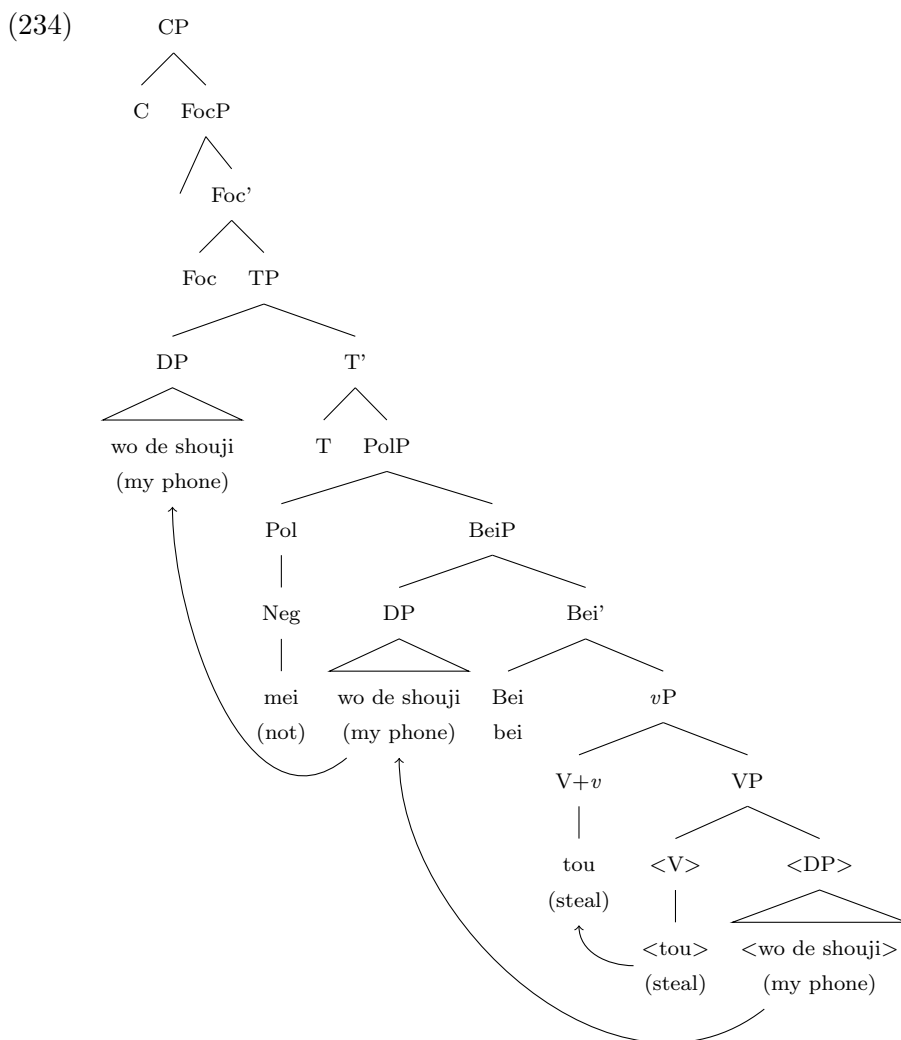 (234)
CP
C FocP
Foc'
Foc TP
DP T'
wo de shouji T PolP
(my phone)
Pol BeiP
Neg DP Bei'
mei wo de shouji Bei vP
(not) (my phone) bei
V+v VP
tou <V> <DP>
(steal)
<tou> <wo de shouji>
(steal) (my phone)